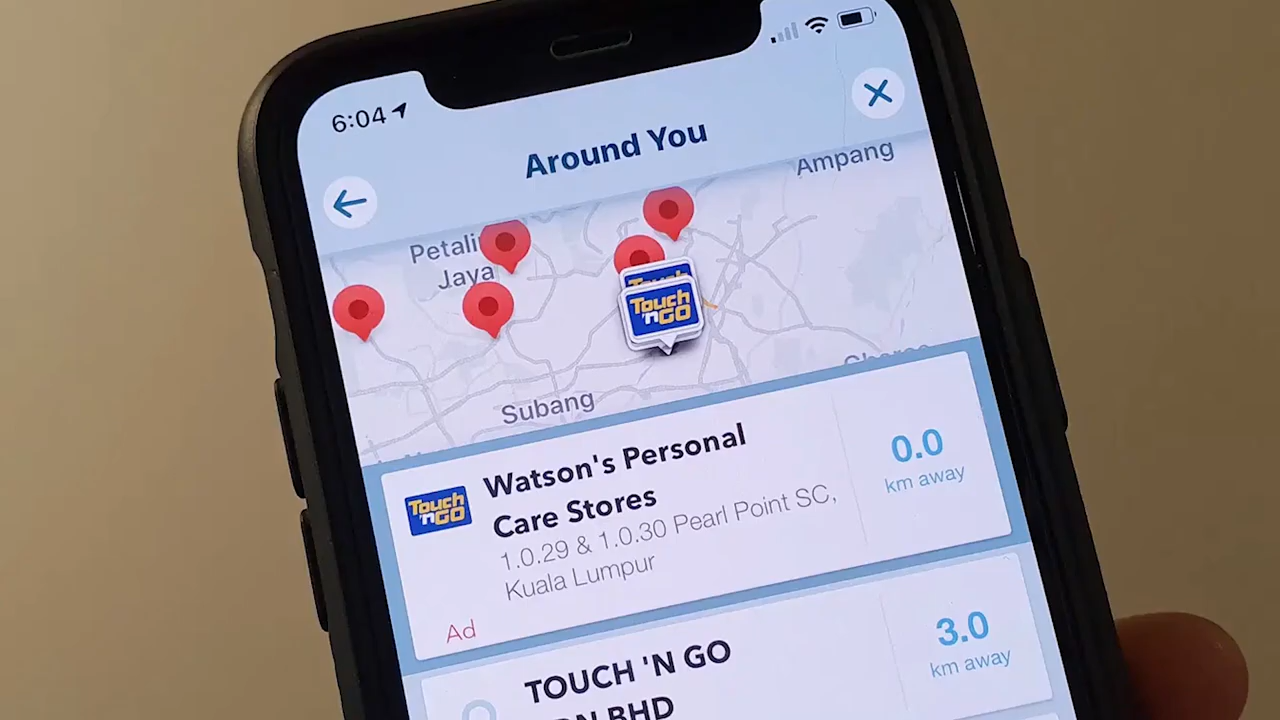 6:04
Around You
Ampang
Petali
Jaya
Touch
Touch
'n GO
Subang
Watson's Personal
Care Stores
1.0.29 & 1.0.30 Pearl Point SC,
Kuala Lumpur
Touch
'n GO
0.0
km away
Ad
TOUCH 'N GO
BHD
3.0
km away